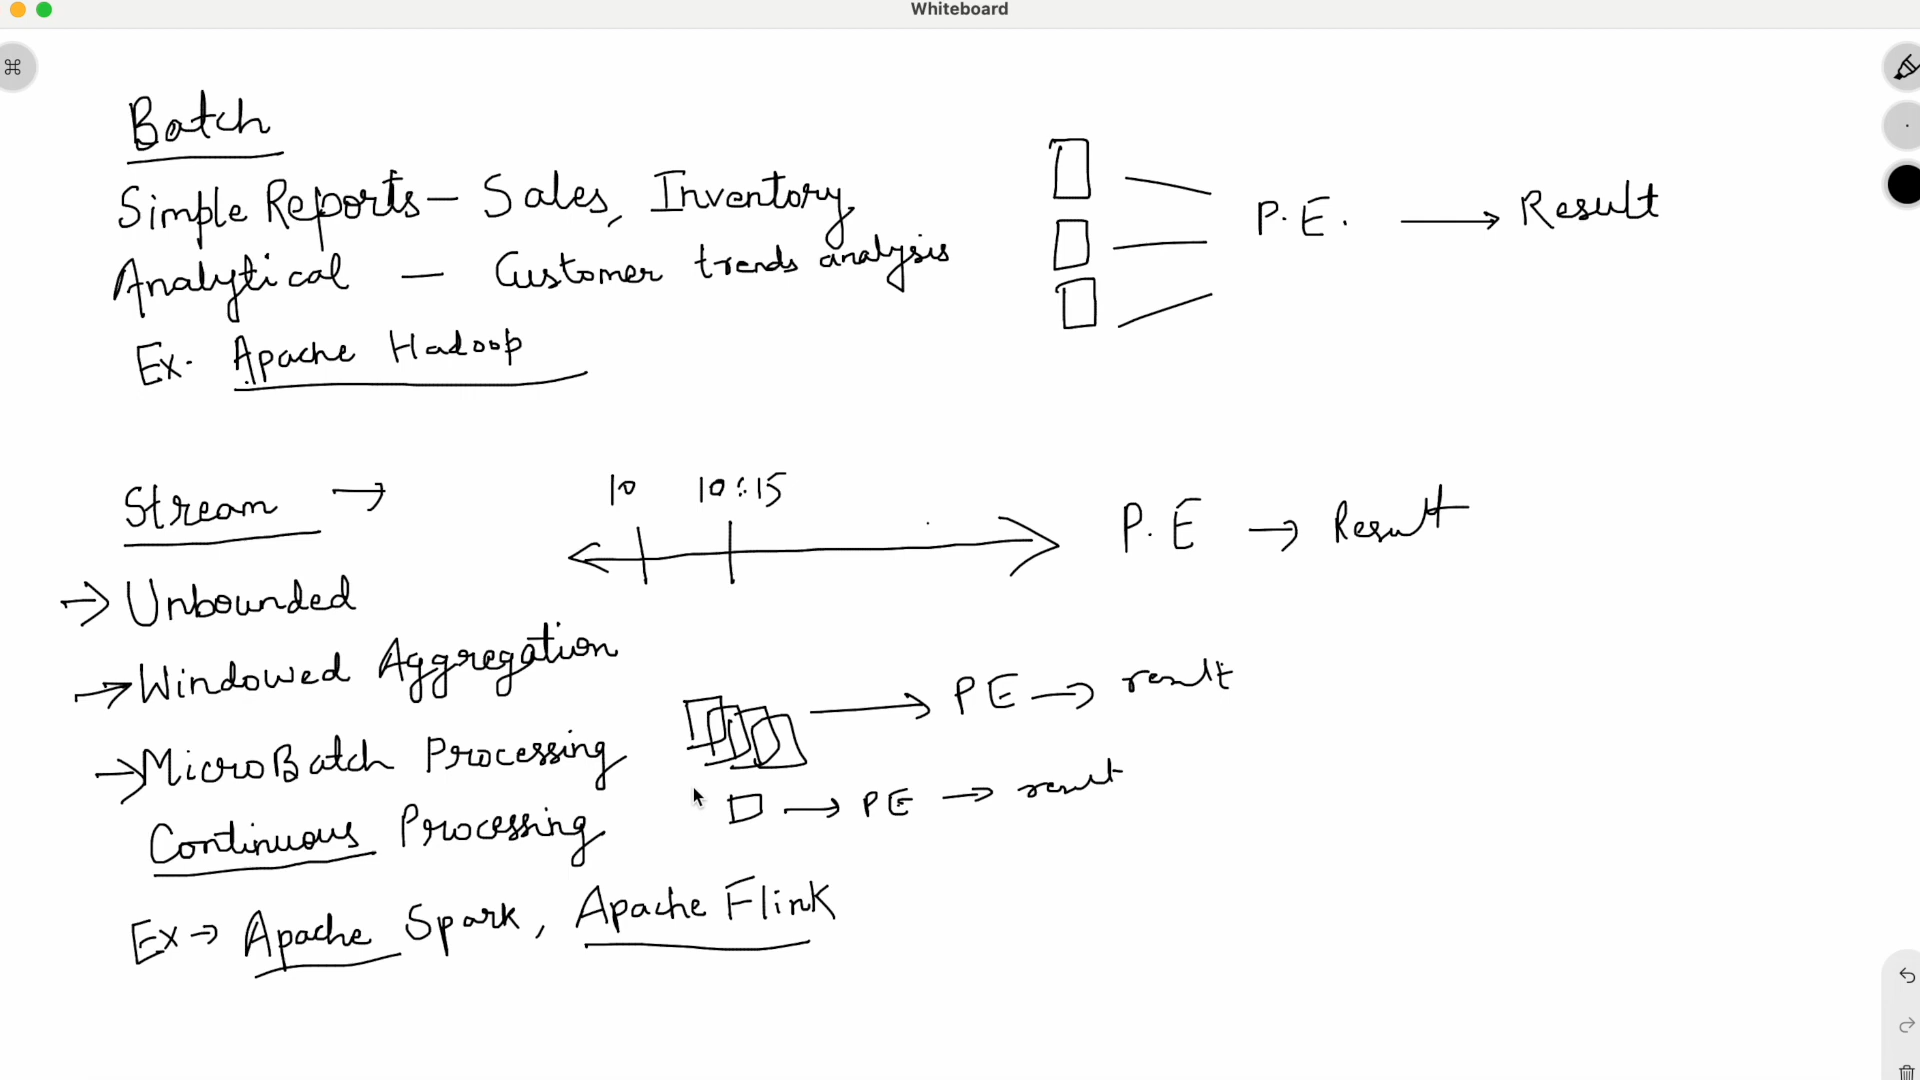 Whiteboard
Batch
Simple Reports - Sales, Inventory
Analytical - Customer trends analysis
Ex. Apache Hadoop
P.E. → Result
Stream →
10 10:15
P.E → Result
→ Unbounded
→ Windowed Aggregation
→ MicroBatch Processing
→ PE → result
Continuous Processing
→ PE → result
Ex → Apache Spark, Apache Flink